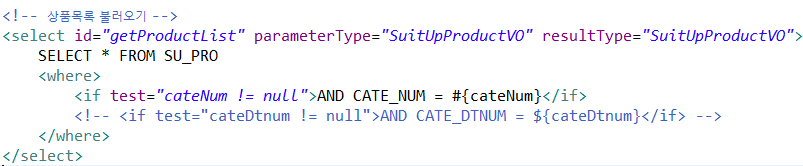 <!-- 상품목록 불러오기 -->
<select id="getProductList" parameterType="SuitUpProductVO" resultType="SuitUpProductVO">
SELECT * FROM SU_PRO
<where>
<if test="cateNum != null">AND CATE_NUM = #{cateNum}</if>
<!-- <if test="cateDtnum != null">AND CATE_DTNUM = ${cateDtnum}</if> -->
</where>
</select>